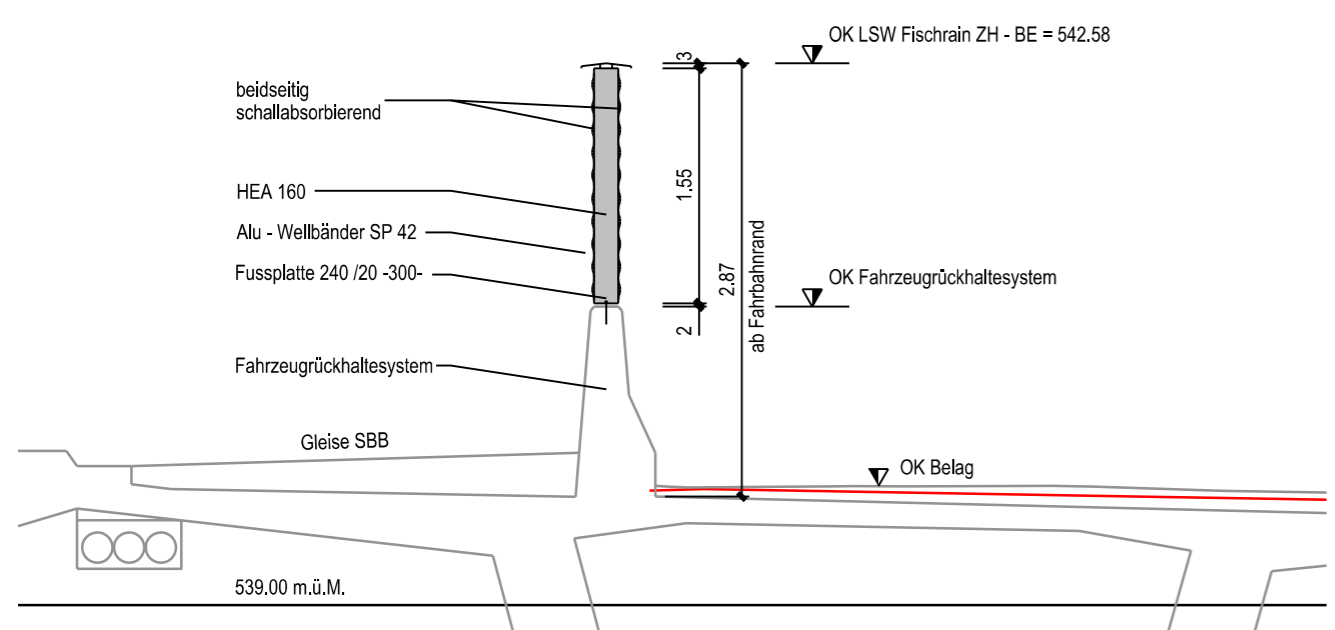 OK LSW Fischrain ZH - BE = 542.58
3
beidseitig
schallabsorbierend
1.55
HEA 160
Alu - Wellbänder SP 42
Fussplatte 240 /20 -300-
2.87
ab Fahrbahnrand
OK Fahrzeugrückhaltesystem
2
Fahrzeugrückhaltesystem
Gleise SBB
OK Belag
539.00 m.ü.M.